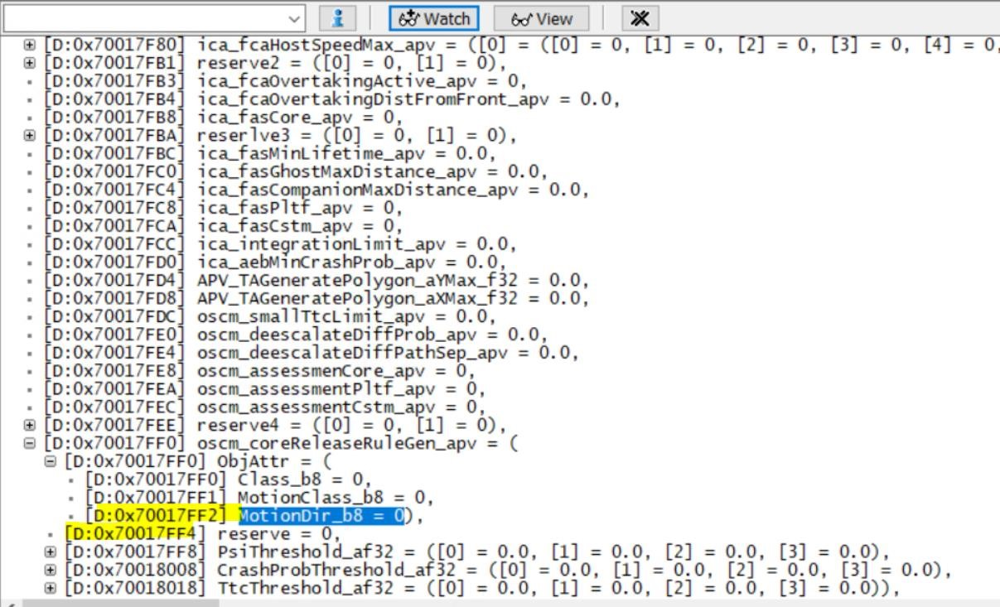 Watch View
[D:0x70017F80] ica_fcaHostSpeedMax_apv = ([0] = ([0] = 0, [1] = 0, [2] = 0, [3] = 0, [4] = 0,
[D:0x70017FB1] reserve2 = ([0] = 0, [1] = 0),
[D:0x70017FB3] ica_fcaOvertakingActive_apv = 0,
[D:0x70017FB4] ica_fcaOvertakingDistFromFront_apv = 0.0,
[D:0x70017FB8] ica_fasCore_apv = 0,
[D:0x70017FBA] reserlve3 = ([0] = 0, [1] = 0),
[D:0x70017FBC] ica_fasMinLifetime_apv = 0.0,
[D:0x70017FC0] ica_fasGhostMaxDistance_apv = 0.0,
[D:0x70017FC4] ica_fasCompanionMaxDistance_apv = 0.0,
[D:0x70017FC8] ica_fasPltf_apv = 0,
[D:0x70017FCA] ica_fasCstm_apv = 0,
[D:0x70017FCC] ica_integrationLimit_apv = 0.0,
[D:0x70017FD0] ica_aebMinCrashProb_apv = 0.0,
[D:0x70017FD4] APV_TAGeneratePolygon_aYMax_f32 = 0.0,
[D:0x70017FD8] APV_TAGeneratePolygon_aXMax_f32 = 0.0,
[D:0x70017FDC] oscm_smallTtcLimit_apv = 0.0,
[D:0x70017FE0] oscm_deescalateDiffProb_apv = 0.0,
[D:0x70017FE4] oscm_deescalateDiffPathSep_apv = 0.0,
[D:0x70017FE8] oscm_assessmenCore_apv = 0,
[D:0x70017FEA] oscm_assessmentPltf_apv = 0,
[D:0x70017FEC] oscm_assessmentCstm_apv = 0,
[D:0x70017FEE] reserve4 = ([0] = 0, [1] = 0),
[D:0x70017FF0] oscm_coreReleaseRuleGen_apv = (
[D:0x70017FF0] ObjAttr = (
[D:0x70017FF0] Class_b8 = 0,
[D:0x70017FF1] MotionClass_b8 = 0,
[D:0x70017FF2] MotionDir_b8 = 0),
[D:0x70017FF4] reserve = 0,
[D:0x70017FF8] PsiThreshold_af32 = ([0] = 0.0, [1] = 0.0, [2] = 0.0, [3] = 0.0),
[D:0x70018008] CrashProbThreshold_af32 = ([0] = 0.0, [1] = 0.0, [2] = 0.0, [3] = 0.0),
[D:0x70018018] TtcThreshold_af32 = ([0] = 0.0, [1] = 0.0, [2] = 0.0, [3] = 0.0)),